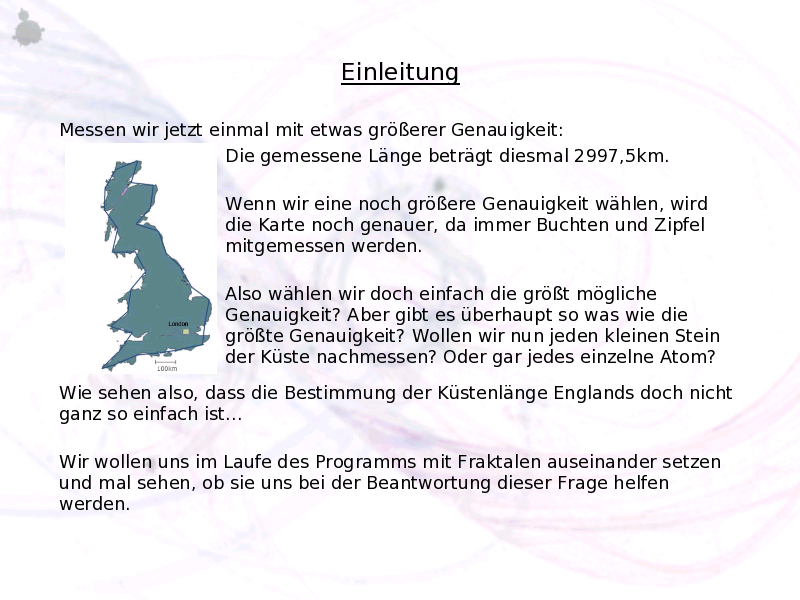 Einleitung
Messen wir jetzt einmal mit etwas größerer Genauigkeit:
Die gemessene Länge beträgt diesmal 2997,5km.
Wenn wir eine noch größere Genauigkeit wählen, wird
die Karte noch genauer, da immer Buchten und Zipfel
mitgemessen werden.
Also wählen wir doch einfach die größt mögliche
Genauigkeit? Aber gibt es überhaupt so was wie die
größte Genauigkeit? Wollen wir nun jeden kleinen Stein
der Küste nachmessen? Oder gar jedes einzelne Atom?
London
100km
Wie sehen also, dass die Bestimmung der Küstenlänge Englands doch nicht
ganz so einfach ist...
Wir wollen uns im Laufe des Programms mit Fraktalen auseinander setzen
und mal sehen, ob sie uns bei der Beantwortung dieser Frage helfen
werden.